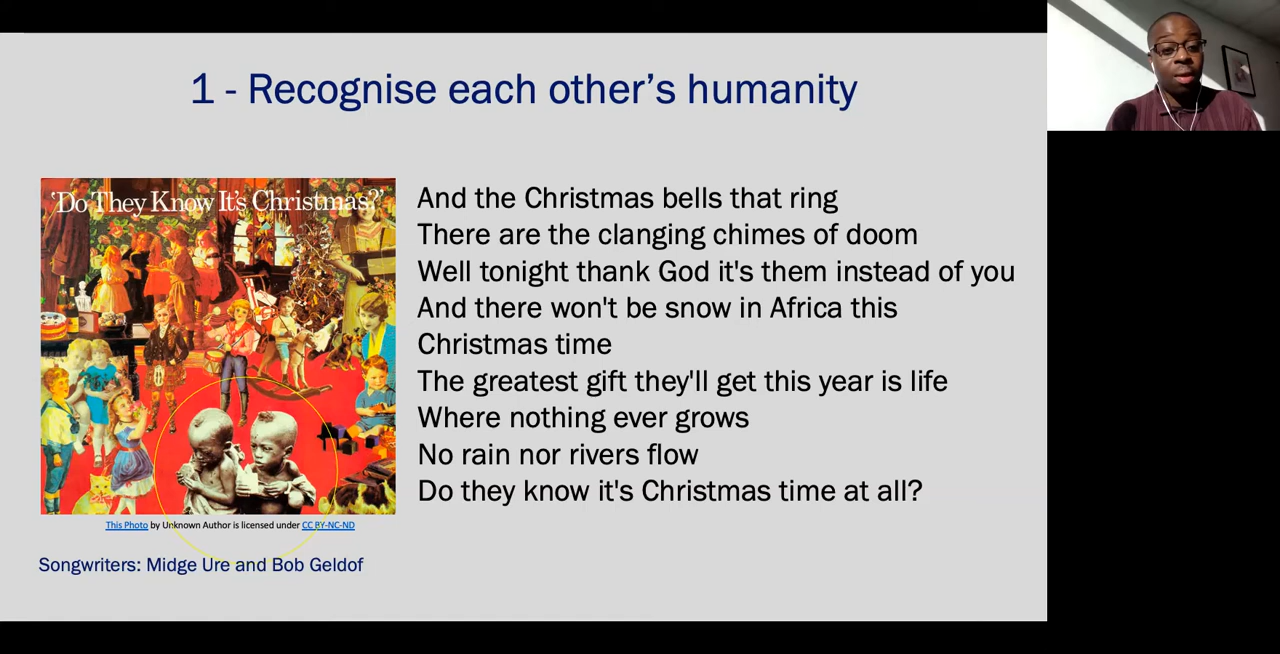 1 - Recognise each other’s humanity
'Do They Know It's Christmas?'
And the Christmas bells that ring
There are the clanging chimes of doom
Well tonight thank God it's them instead of you
And there won't be snow in Africa this
Christmas time
The greatest gift they'll get this year is life
Where nothing ever grows
No rain nor rivers flow
Do they know it's Christmas time at all?
This Photo by Unknown Author is licensed under CC BY-NC-ND
Songwriters: Midge Ure and Bob Geldof